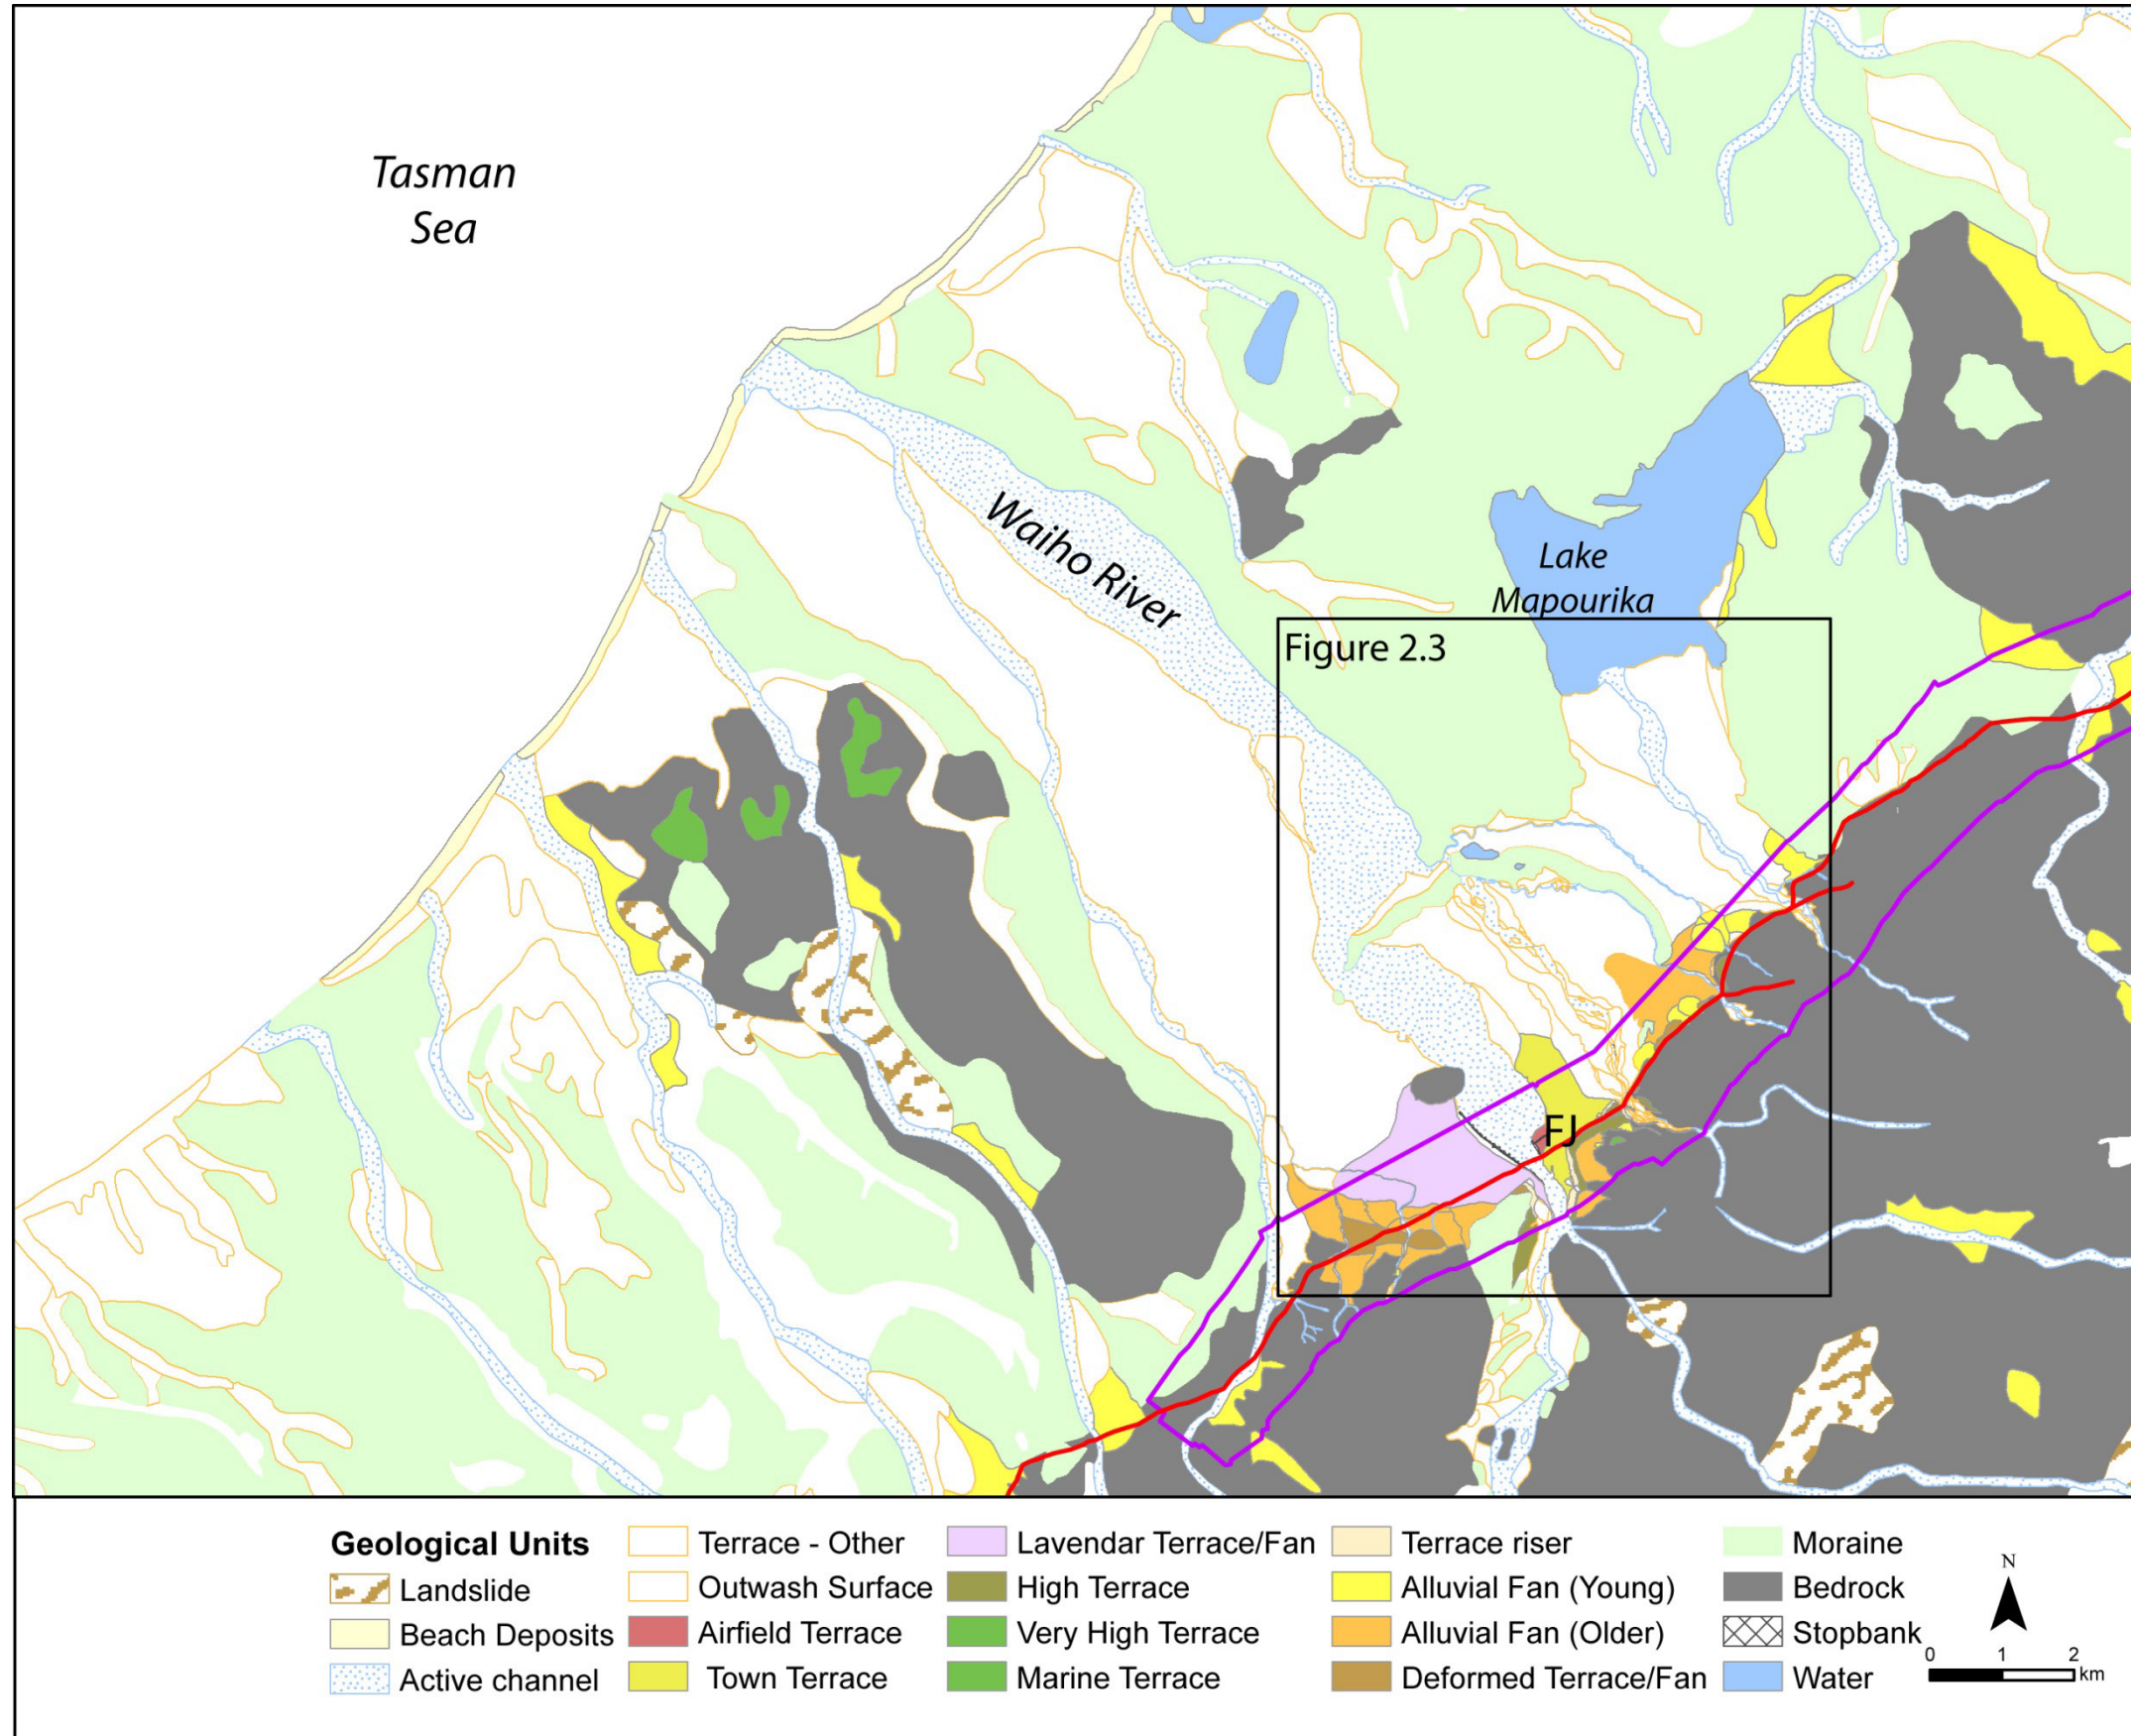 Tasman
Sea
Waiho River
Lake
Mapourika
Figure 2.3
FJ
Geological Units
Landslide
Beach Deposits
Active channel
Terrace - Other
Outwash Surface
Airfield Terrace
Town Terrace
Lavendar Terrace/Fan
High Terrace
Very High Terrace
Marine Terrace
Terrace riser
Alluvial Fan (Young)
Alluvial Fan (Older)
Deformed Terrace/Fan
Moraine
Bedrock
Stopbank
Water
N
0 1 2
km